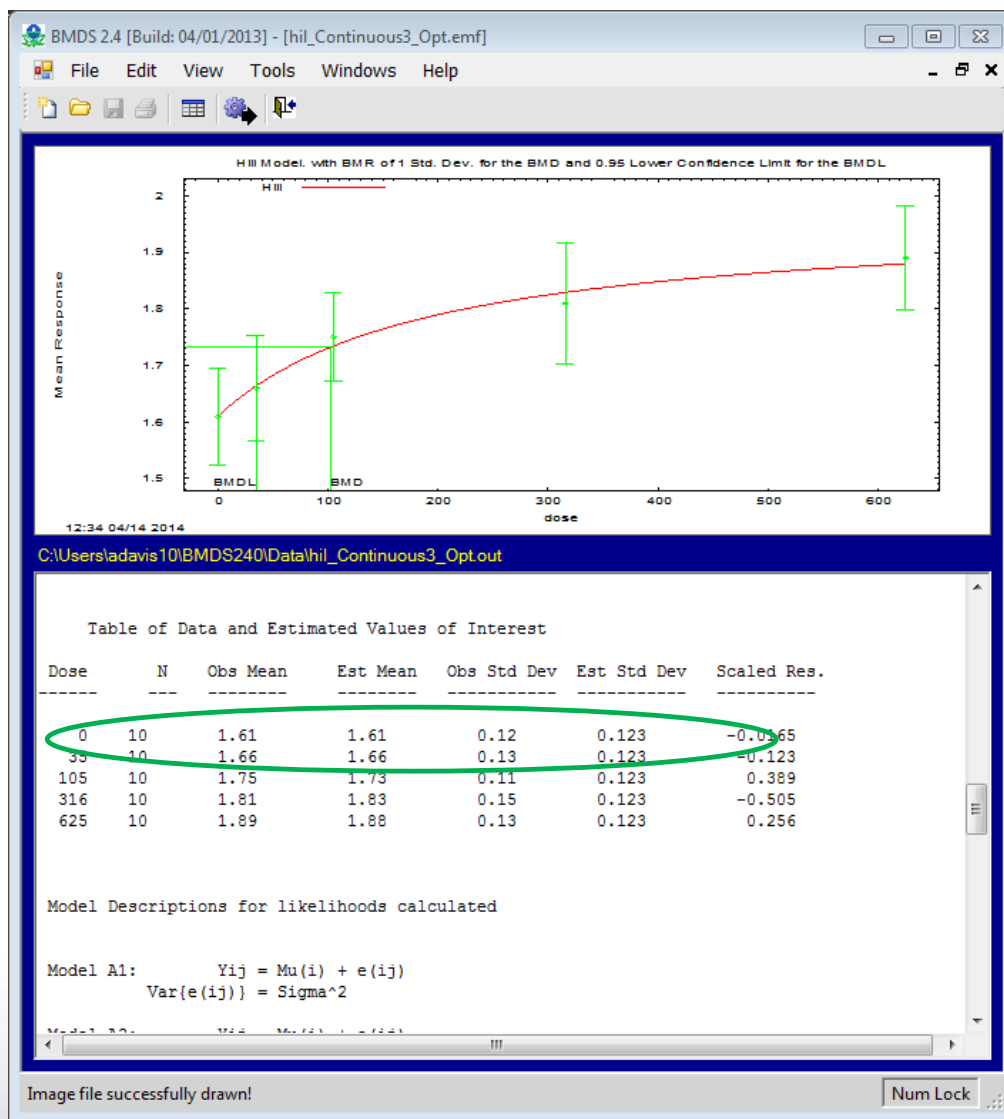 BMDS 2.4 [Build: 04/01/2013] - [hil_Continuous3_Opt.emf]
File Edit View Tools Windows Help
Hill Model, with BMR of 1 Std. Dev. for the BMD and 0.95 Lower Confidence Limit for the BMDL
Hill
2
1.9
1.8
1.7
1.6
1.5
Mean Response
BMDL BMD
0 100 200 300 400 500 600
dose
12:34 04/14 2014
C:\Users\adavis10\BMDS240\Data\hil_Continuous3_Opt.out
Table of Data and Estimated Values of Interest
Dose N Obs Mean Est Mean Obs Std Dev Est Std Dev Scaled Res.
------ --- -------- -------- ----------- ----------- ----------
0 10 1.61 1.61 0.12 0.123 -0.0165
35 10 1.66 1.66 0.13 0.123 -0.123
105 10 1.75 1.73 0.11 0.123 0.389
316 10 1.81 1.83 0.15 0.123 -0.505
625 10 1.89 1.88 0.13 0.123 0.256
Model Descriptions for likelihoods calculated
Model A1: Yij = Mu(i) + e(ij)
Var{e(ij)} = Sigma^2
Model A2: Yij = Mu(i) + e(ij)
Image file successfully drawn!
Num Lock